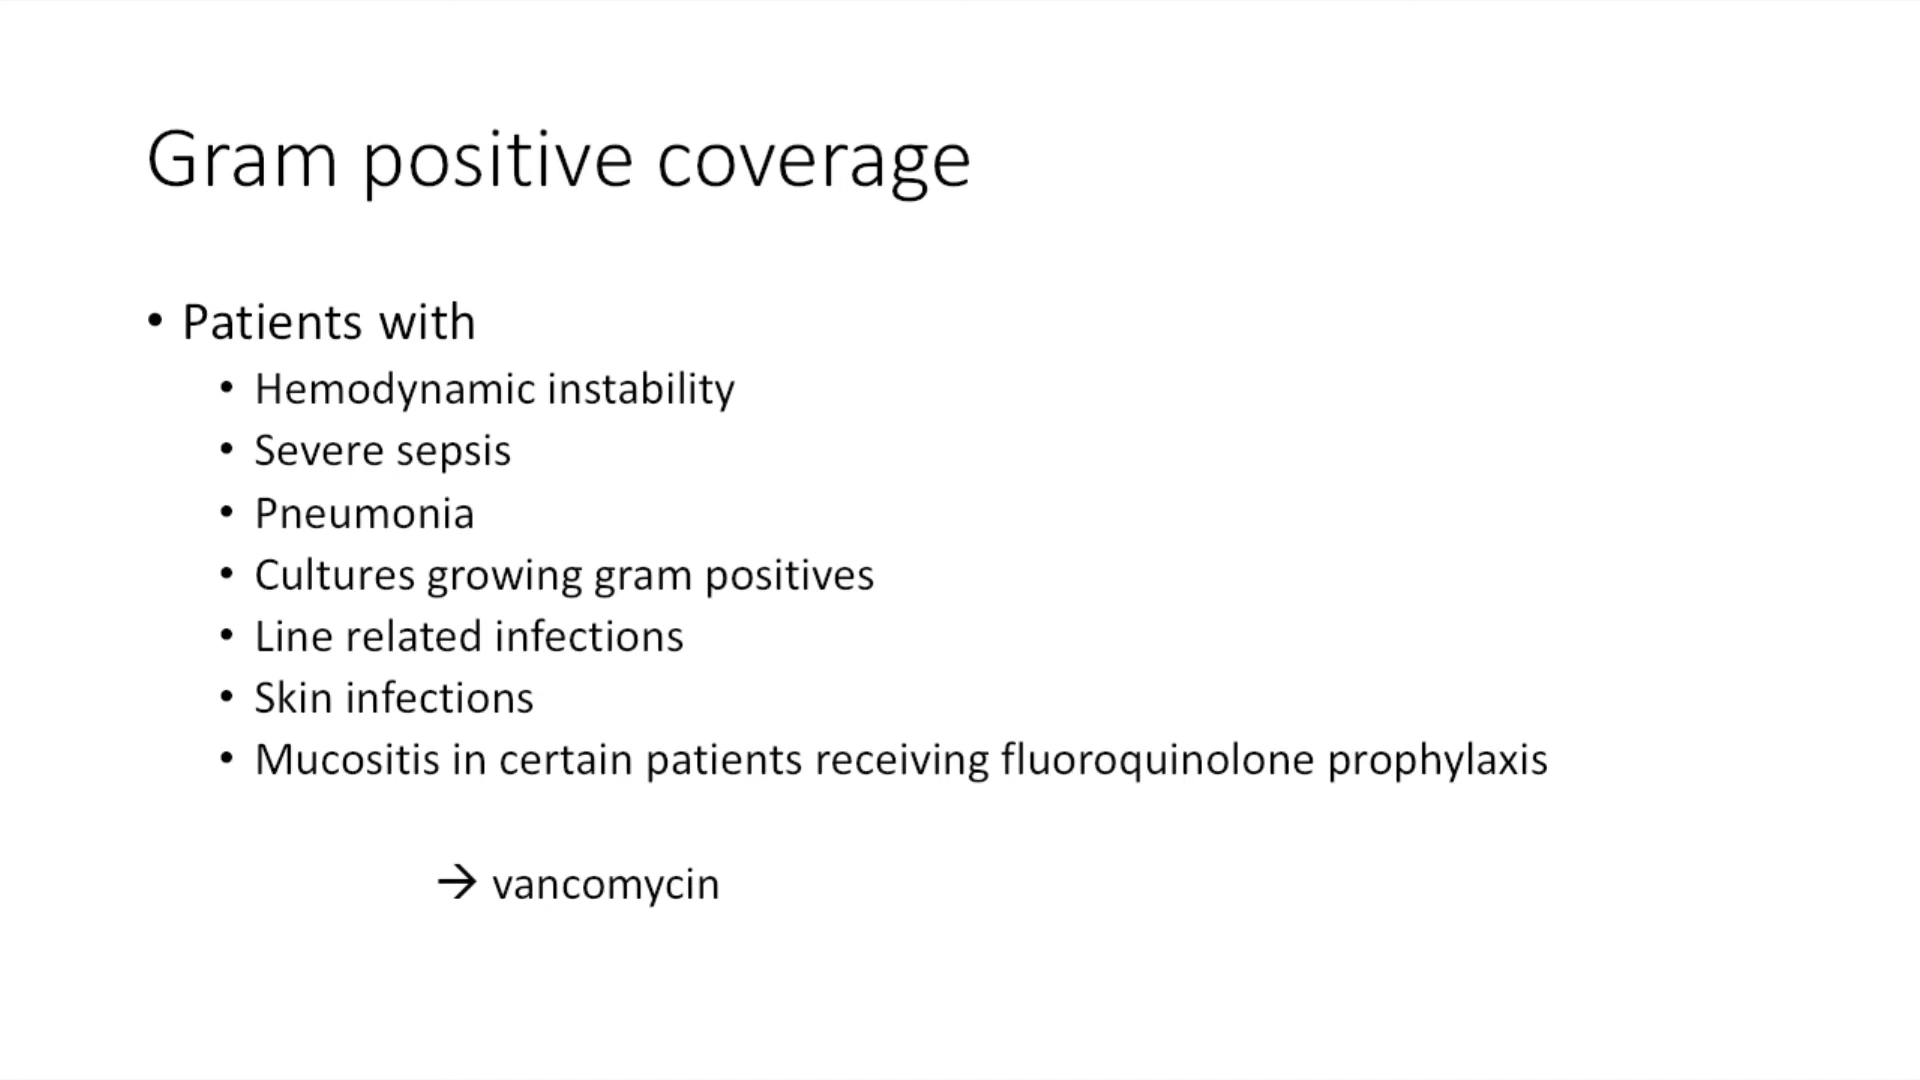 Gram positive coverage
• Patients with
• Hemodynamic instability
• Severe sepsis
• Pneumonia
• Cultures growing gram positives
• Line related infections
• Skin infections
• Mucositis in certain patients receiving fluoroquinolone prophylaxis
→ vancomycin